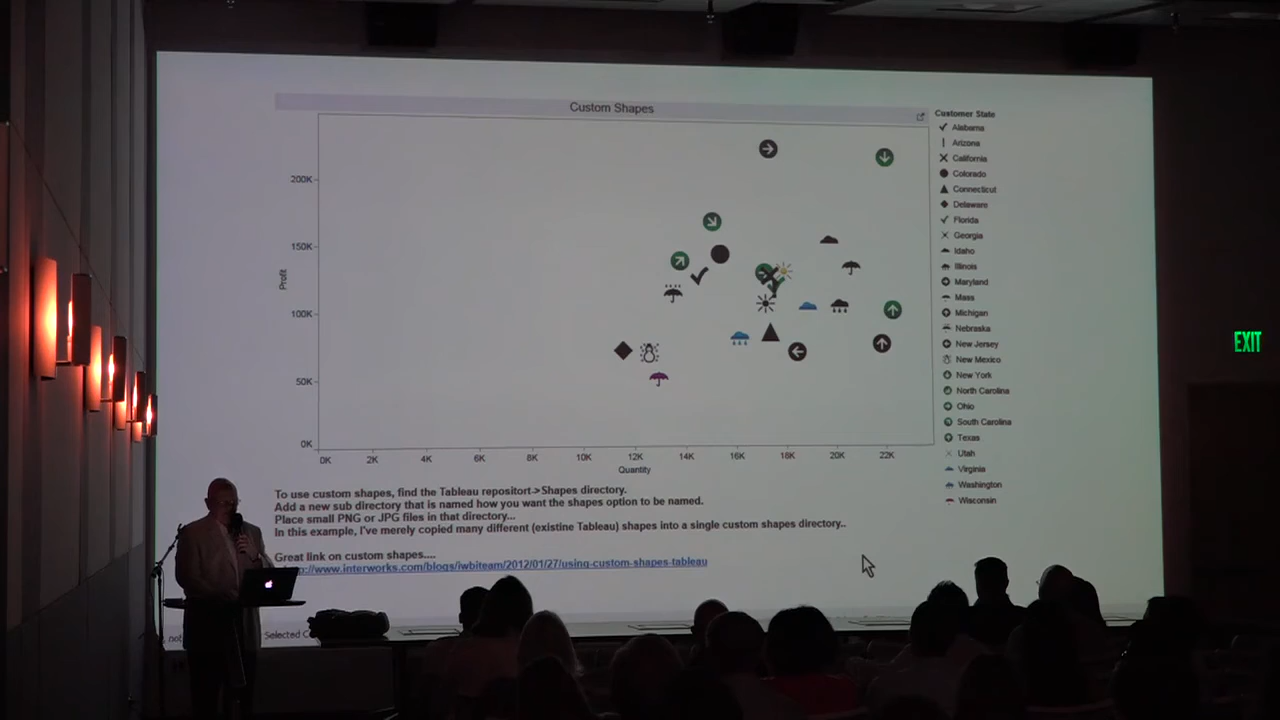 Custom Shapes
Customer State
Alabama
Arizona
California
Colorado
Connecticut
Delaware
Florida
Georgia
Idaho
Illinois
Maryland
Mass
Michigan
Nebraska
New Jersey
New Mexico
New York
North Carolina
Ohio
South Carolina
Texas
Utah
Virginia
Washington
Wisconsin
Profit
200K
150K
100K
50K
0K
0K 2K 4K 6K 8K 10K 12K 14K 16K 18K 20K 22K
Quantity
To use custom shapes, find the Tableau repositort->Shapes directory.
Add a new sub directory that is named how you want the shapes option to be named.
Place small PNG or JPG files in that directory...
In this example, I've merely copied many different (existine Tableau) shapes into a single custom shapes directory..
Great link on custom shapes....
://www.interworks.com/blogs/iwbiteam/2012/01/27/using-custom-shapes-tableau
Selected
EXIT